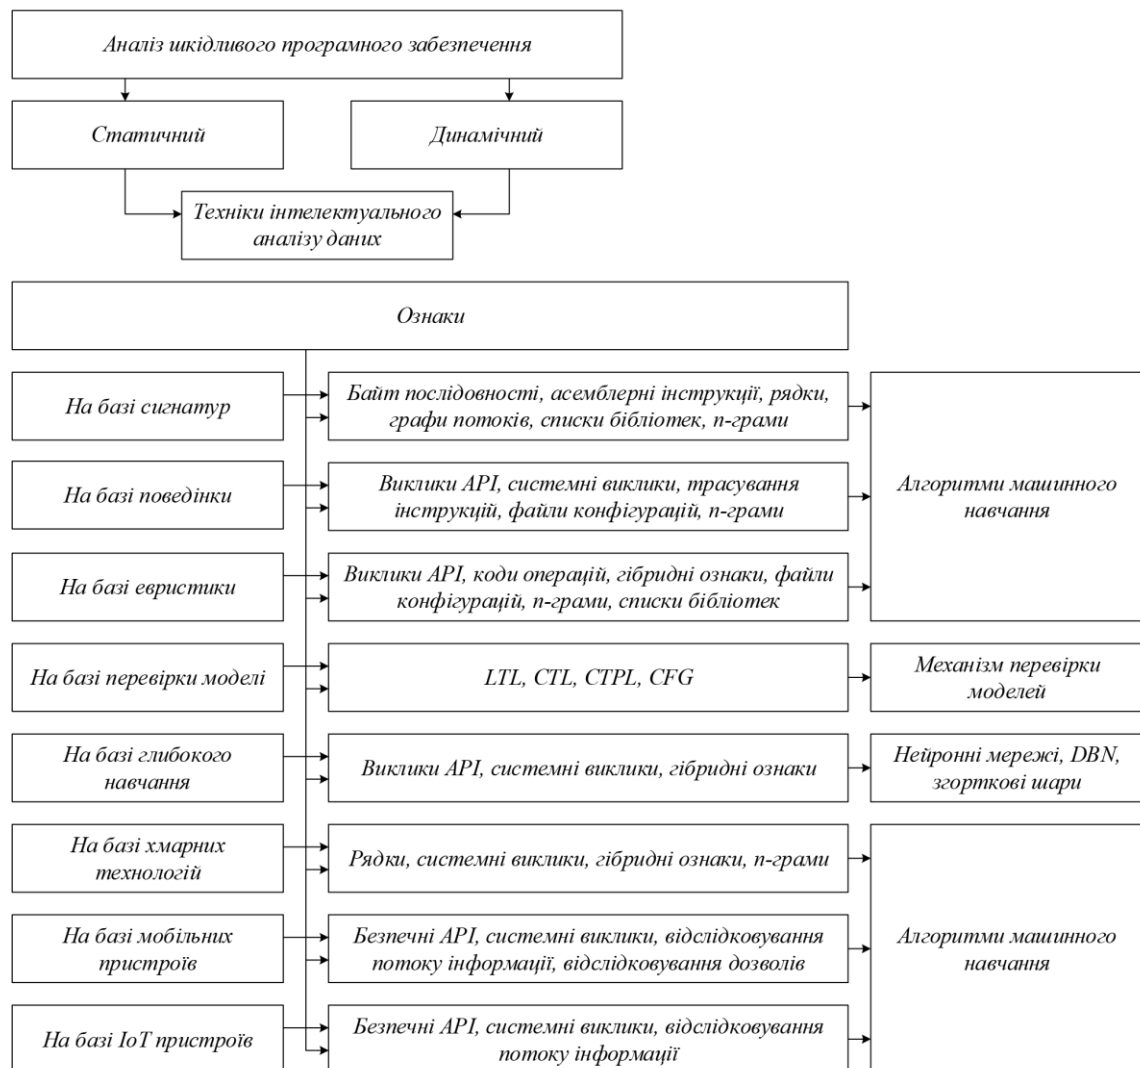 Аналіз шкідливого програмного забезпечення
Статичний
Динамічний
Техніки інтелектуального
аналізу даних
Ознаки
На базі сигнатур
Байт послідовності, асемблерні інструкції, рядки,
графи потоків, списки бібліотек, n-грами
Алгоритми машинного
навчання
На базі поведінки
Виклики API, системні виклики, трасування
інструкцій, файли конфігурацій, n-грами
На базі евристики
Виклики API, коди операцій, гібридні ознаки, файли
конфігурацій, n-грами, списки бібліотек
На базі перевірки моделі
LTL, CTL, CTPL, CFG
Механізм перевірки
моделей
На базі глибокого
навчання
Виклики API, системні виклики, гібридні ознаки
Нейронні мережі, DBN,
згорткові шари
На базі хмарних
технологій
Рядки, системні виклики, гібридні ознаки, n-грами
Алгоритми машинного
навчання
На базі мобільних
пристроїв
Безпечні API, системні виклики, відслідковування
потоку інформації, відслідковування дозволів
На базі IoT пристроїв
Безпечні API, системні виклики, відслідковування
потоку інформації